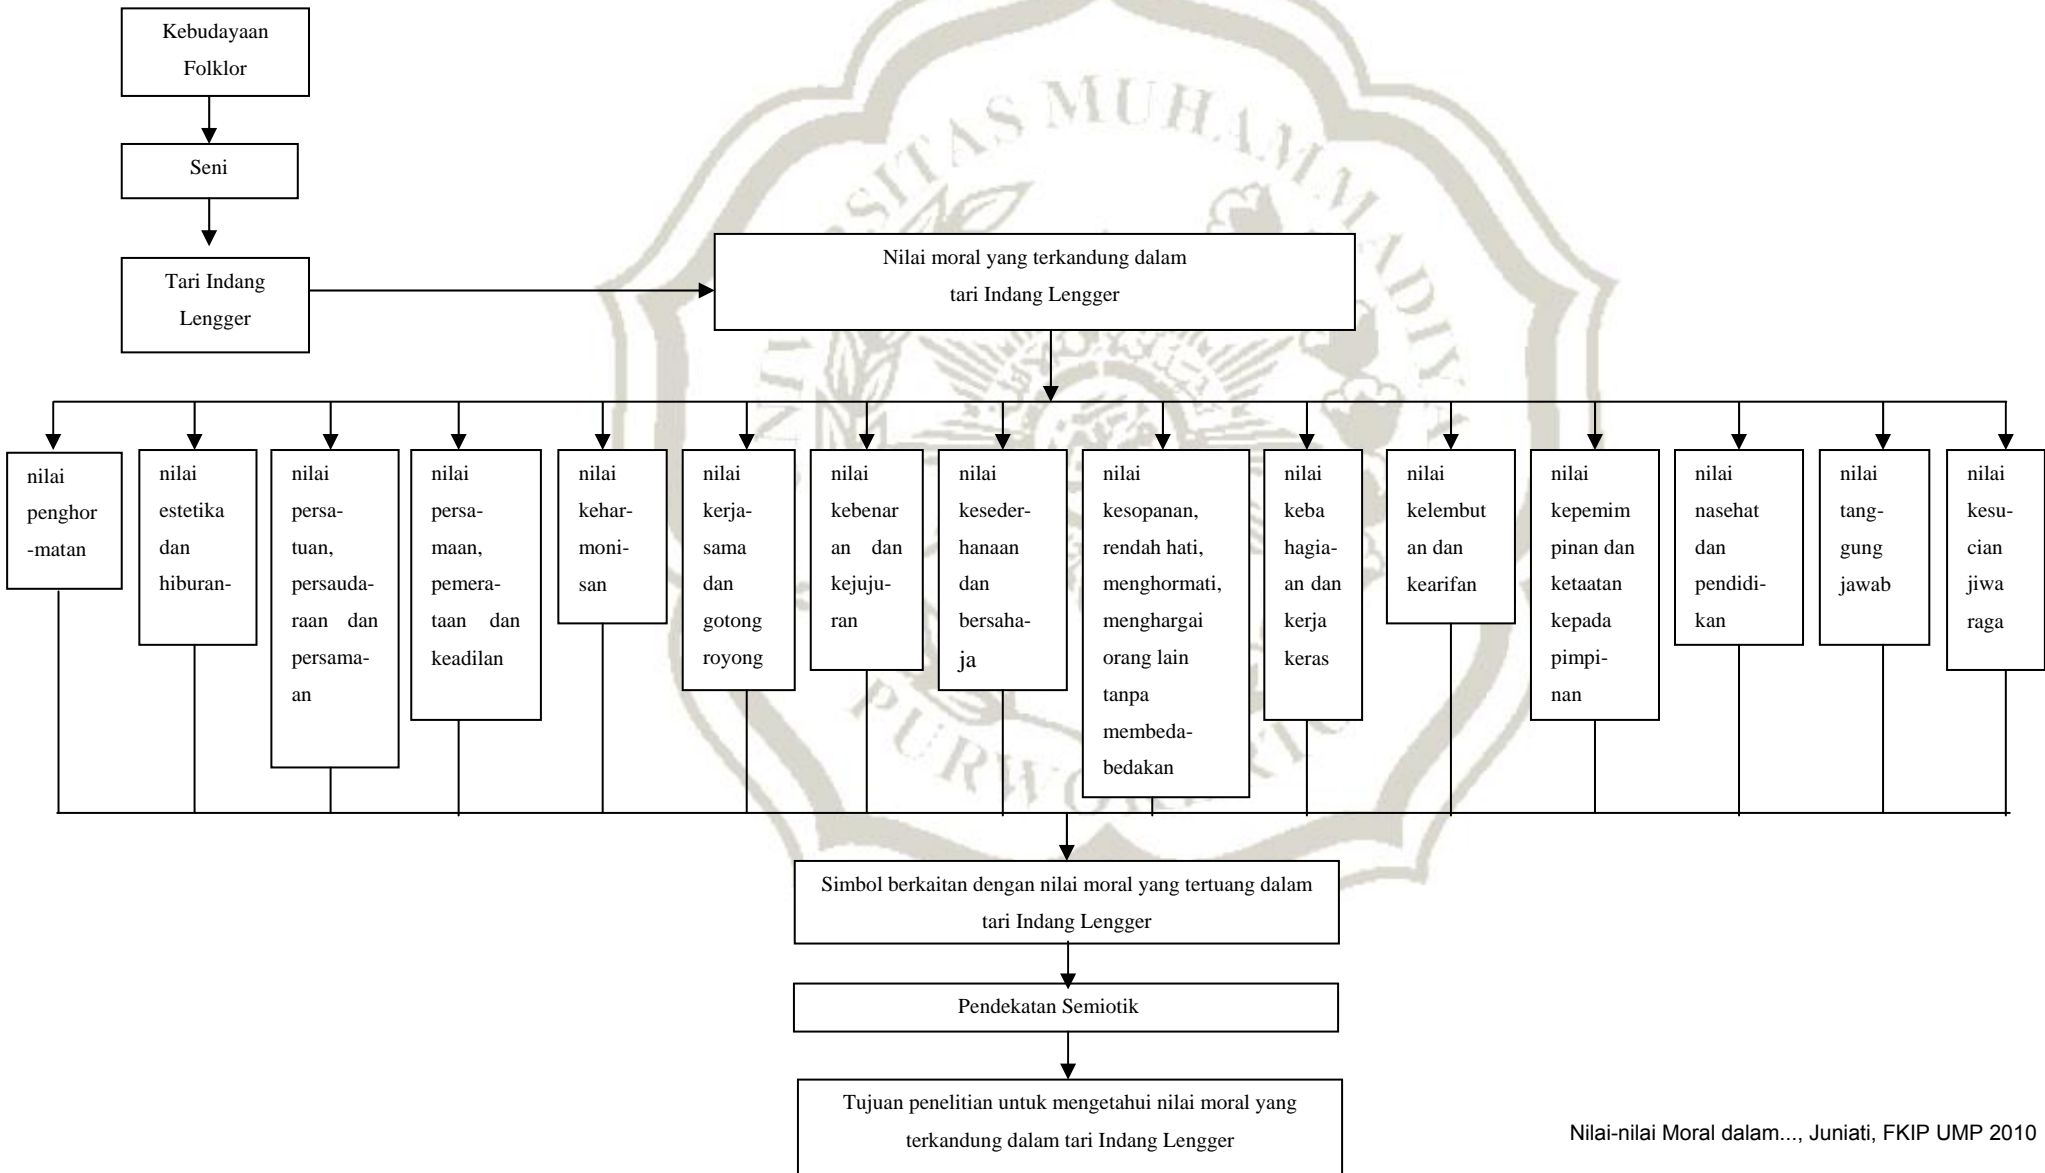 Kebudayaan
Folklor
Seni
Tari Indang
Lengger
Nilai moral yang terkandung dalam
tari Indang Lengger
nilai
penghor
-matan
nilai
estetika
dan
hiburan-
nilai
persa-
tuan,
persauda-
raan dan
persama-
an
nilai
persa-
maan,
pemera-
taan dan
keadilan
nilai
kehar-
moni-
san
nilai
kerja-
sama
dan
gotong
royong
nilai
kebenar
an dan
kejuju-
ran
nilai
keseder-
hanaan
dan
bersaha-
ja
nilai
kesopanan,
rendah hati,
menghormati,
menghargai
orang lain
tanpa
membeda-
bedakan
nilai
keba
hagia-
an dan
kerja
keras
nilai
kelembut
an dan
kearifan
nilai
kepemim
pinan dan
ketaatan
kepada
pimpi-
nan
nilai
nasehat
dan
pendidi-
kan
nilai
tang-
gung
jawab
nilai
kesu-
cian
jiwa
raga
Simbol berkaitan dengan nilai moral yang tertuang dalam
tari Indang Lengger
Pendekatan Semiotik
Tujuan penelitian untuk mengetahui nilai moral yang
terkandung dalam tari Indang Lengger
Nilai-nilai Moral dalam..., Juniati, FKIP UMP 2010